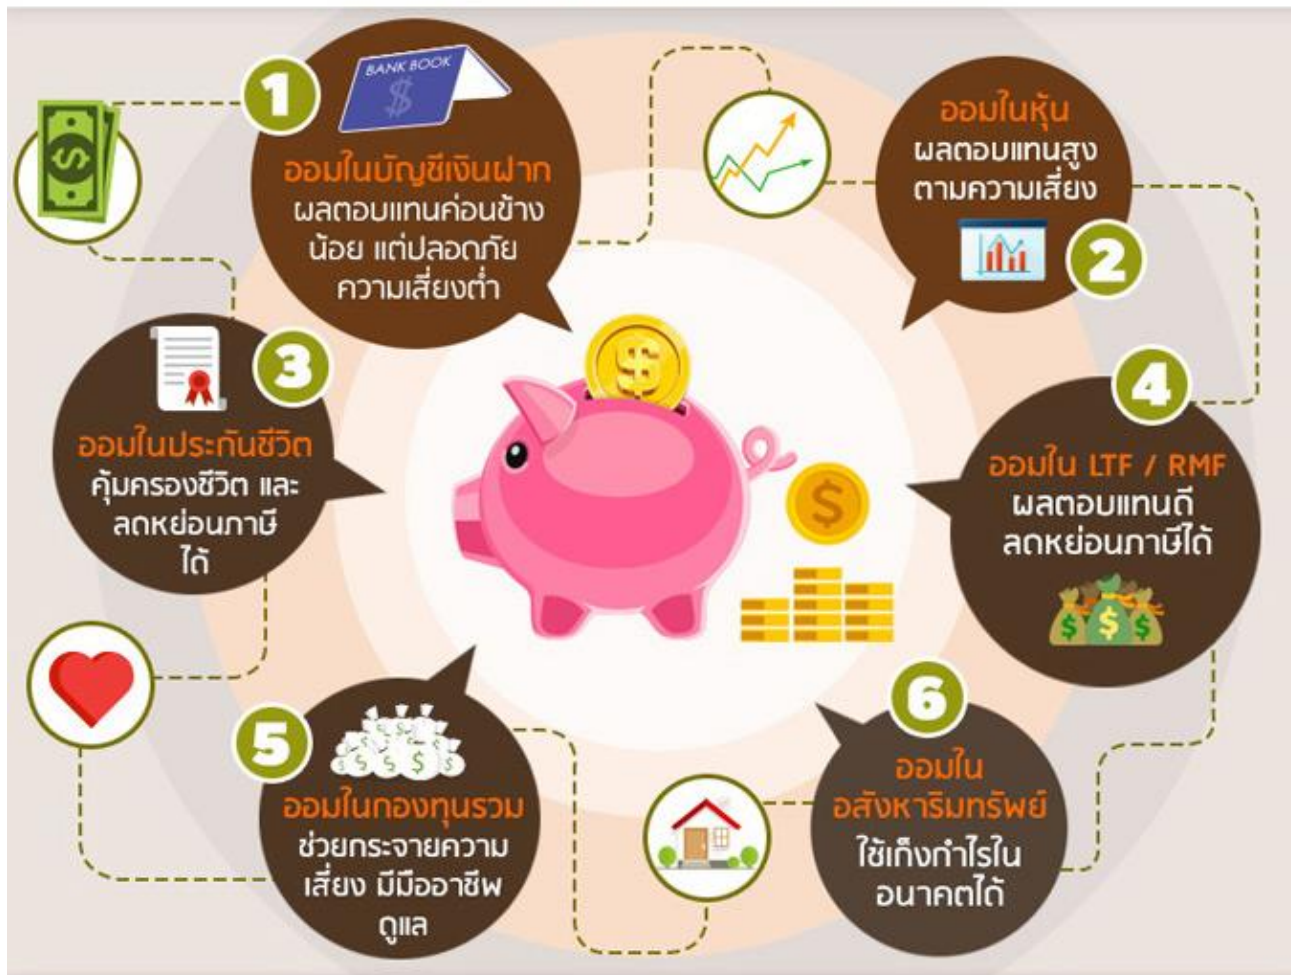 1
BANK BOOK
$
ออมในบัญชีเงินฝาก
ผลตอบแทนค่อนข้าง
น้อย แต่ปลอดภัย
ความเสี่ยงต่ำ
ออมในหุ้น
ผลตอบแทนสูง
ตามความเสี่ยง
2
3
ออมในประกันชีวิต
คุ้มครองชีวิต และ
ลดหย่อนภาษี
ได้
4
ออมใน LTF / RMF
ผลตอบแทนดี
ลดหย่อนภาษีได้
5
ออมในกองทุนรวม
ช่วยกระจายความ
เสี่ยง มีมืออาชีพ
ดูแล
6
ออมใน
อสังหาริมทรัพย์
ใช้เก็งกำไรใน
อนาคตได้